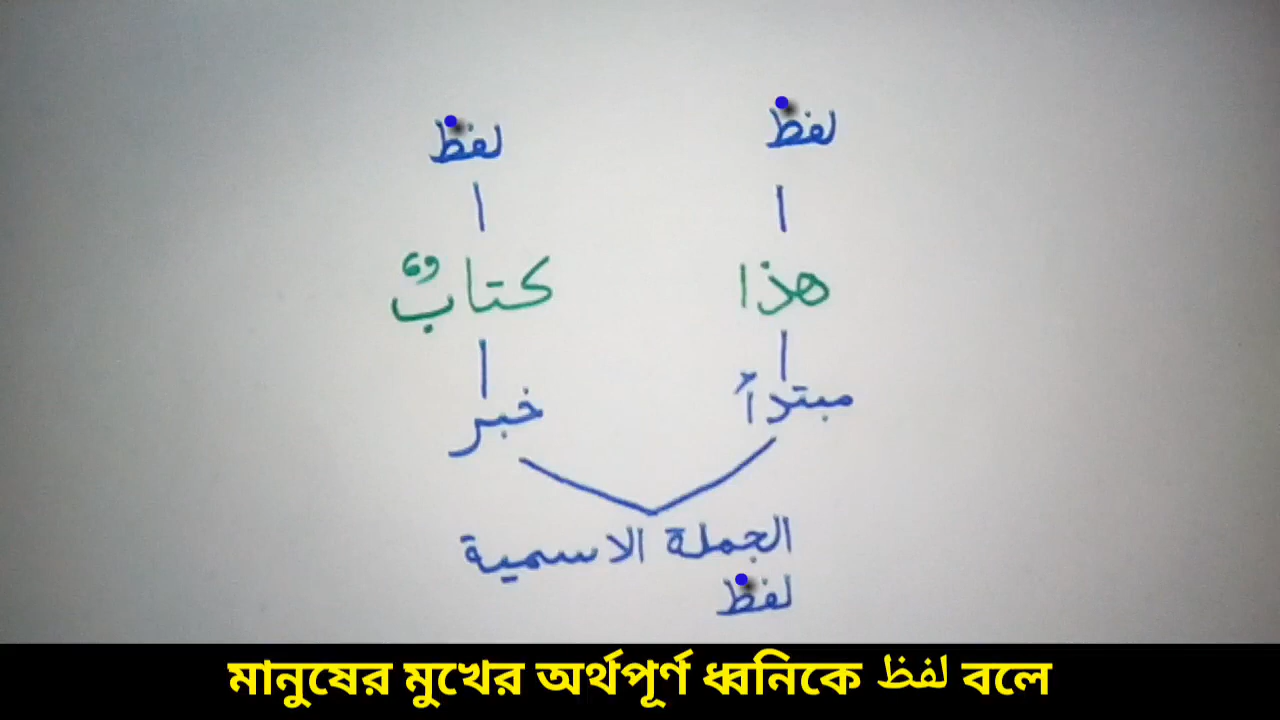 لفظ لفظ
هذا كتابٌ
مبتدأ خبر
الجملة الاسمية
لفظ
মানুষের মুখের অর্থপূর্ণ ধ্বনিকে لفظ বলে